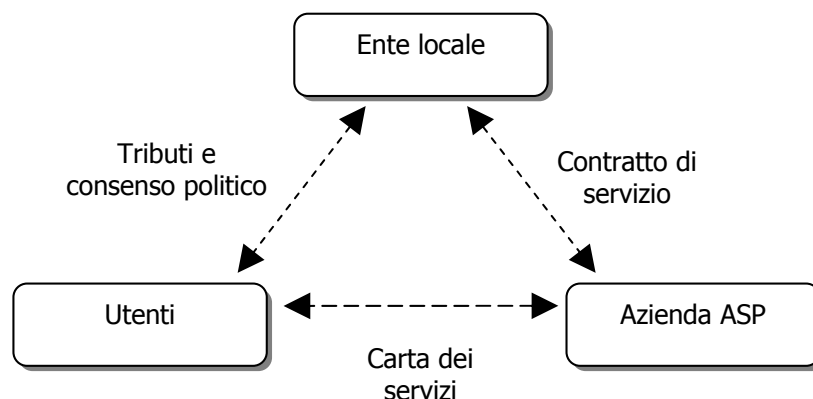 Ente locale
Tributi e
consenso politico
Contratto di
servizio
Utenti
Azienda ASP
Carta dei
servizi